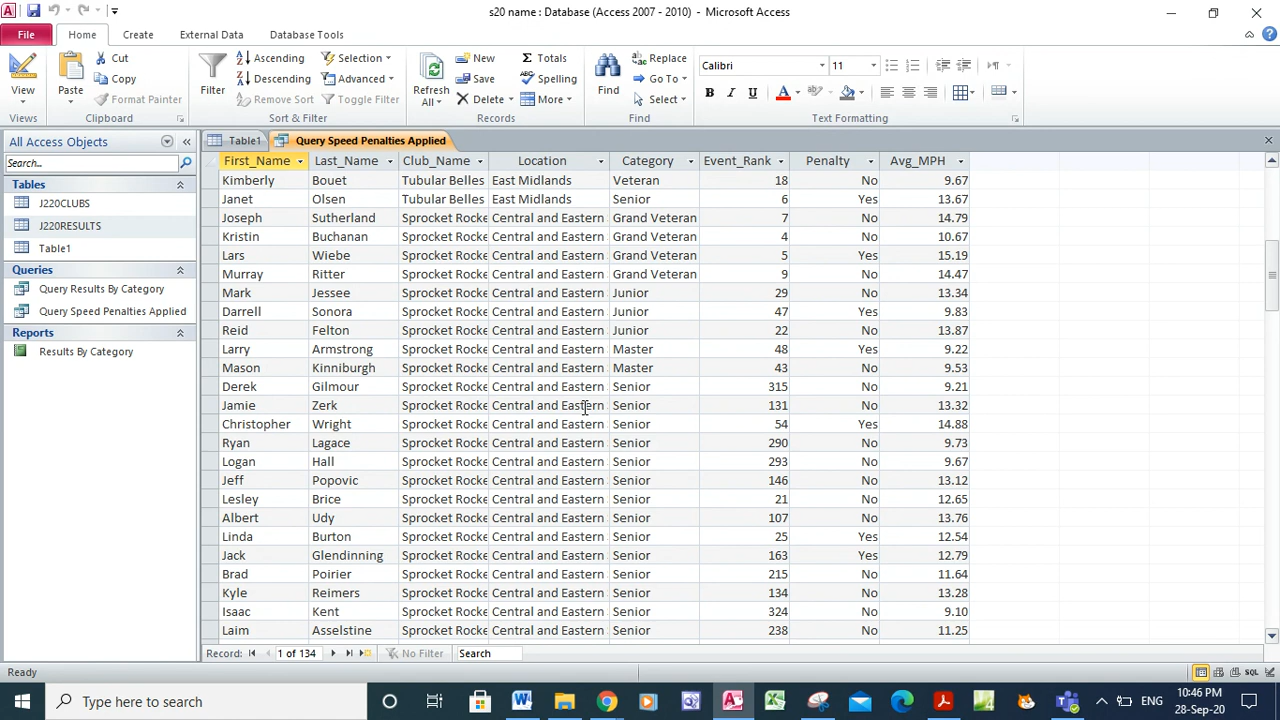 s20 name : Database (Access 2007 - 2010) - Microsoft Access
File Home Create External Data Database Tools
View Paste Cut Copy Format Painter Filter Ascending Descending Remove Sort Selection Advanced Toggle Filter Refresh All New Save Delete Totals Spelling More Find Replace Go To Select Calibri 11 B I U A
Views Clipboard Sort & Filter Records Find Text Formatting
All Access Objects
Search...
Tables
J220CLUBS
J220RESULTS
Table1
Queries
Query Results By Category
Query Speed Penalties Applied
Reports
Results By Category
Table1 Query Speed Penalties Applied
First_Name Last_Name Club_Name Location Category Event_Rank Penalty Avg_MPH
Kimberly Bouet Tubular Belles East Midlands Veteran 18 No 9.67
Janet Olsen Tubular Belles East Midlands Senior 6 Yes 13.67
Joseph Sutherland Sprocket Rocke Central and Eastern Grand Veteran 7 No 14.79
Kristin Buchanan Sprocket Rocke Central and Eastern Grand Veteran 4 No 10.67
Lars Wiebe Sprocket Rocke Central and Eastern Grand Veteran 5 Yes 15.19
Murray Ritter Sprocket Rocke Central and Eastern Grand Veteran 9 No 14.47
Mark Jessee Sprocket Rocke Central and Eastern Junior 29 No 13.34
Darrell Sonora Sprocket Rocke Central and Eastern Junior 47 Yes 9.83
Reid Felton Sprocket Rocke Central and Eastern Junior 22 No 13.87
Larry Armstrong Sprocket Rocke Central and Eastern Master 48 Yes 9.22
Mason Kinniburgh Sprocket Rocke Central and Eastern Master 43 No 9.53
Derek Gilmour Sprocket Rocke Central and Eastern Senior 315 No 9.21
Jamie Zerk Sprocket Rocke Central and Eastern Senior 131 No 13.32
Christopher Wright Sprocket Rocke Central and Eastern Senior 54 Yes 14.88
Ryan Lagace Sprocket Rocke Central and Eastern Senior 290 No 9.73
Logan Hall Sprocket Rocke Central and Eastern Senior 293 No 9.67
Jeff Popovic Sprocket Rocke Central and Eastern Senior 146 No 13.12
Lesley Brice Sprocket Rocke Central and Eastern Senior 21 No 12.65
Albert Udy Sprocket Rocke Central and Eastern Senior 107 No 13.76
Linda Burton Sprocket Rocke Central and Eastern Senior 25 Yes 12.54
Jack Glendinning Sprocket Rocke Central and Eastern Senior 163 Yes 12.79
Brad Poirier Sprocket Rocke Central and Eastern Senior 215 No 11.64
Kyle Reimers Sprocket Rocke Central and Eastern Senior 134 No 13.28
Isaac Kent Sprocket Rocke Central and Eastern Senior 324 No 9.10
Laim Asselstine Sprocket Rocke Central and Eastern Senior 238 No 11.25
Record: 1 of 134 No Filter Search
Ready SQL
Type here to search ENG 10:46 PM
28-Sep-20